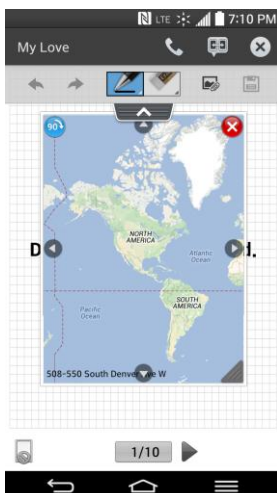 LTE 7:10 PM
My Love
90°
NORTH
AMERICA
Atlantic
Ocean
D d.
Pacific
Ocean
SOUTH
AMERICA
508-550 South Denver Ave W
1/10